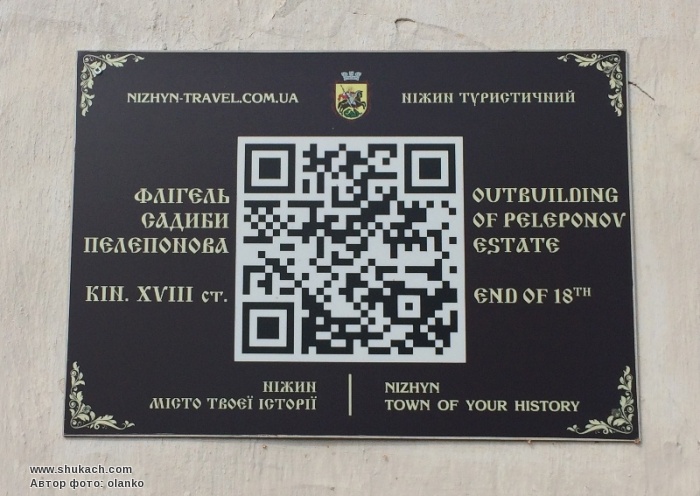 NIZHYN-TRAVEL.COM.UA
НІЖИН ТУРИСТИЧНИЙ
ФЛІГЕЛЬ
САДИБИ
ПЕЛЕПОНОВА
КІН. XVIII ст.
OUTBUILDING
OF PELEPONOV
ESTATE
END OF 18TH
НІЖИН
МІСТО ТВОЄЇ ІСТОРІЇ
NIZHYN
TOWN OF YOUR HISTORY
www.shukach.com
Автор фото: olanko